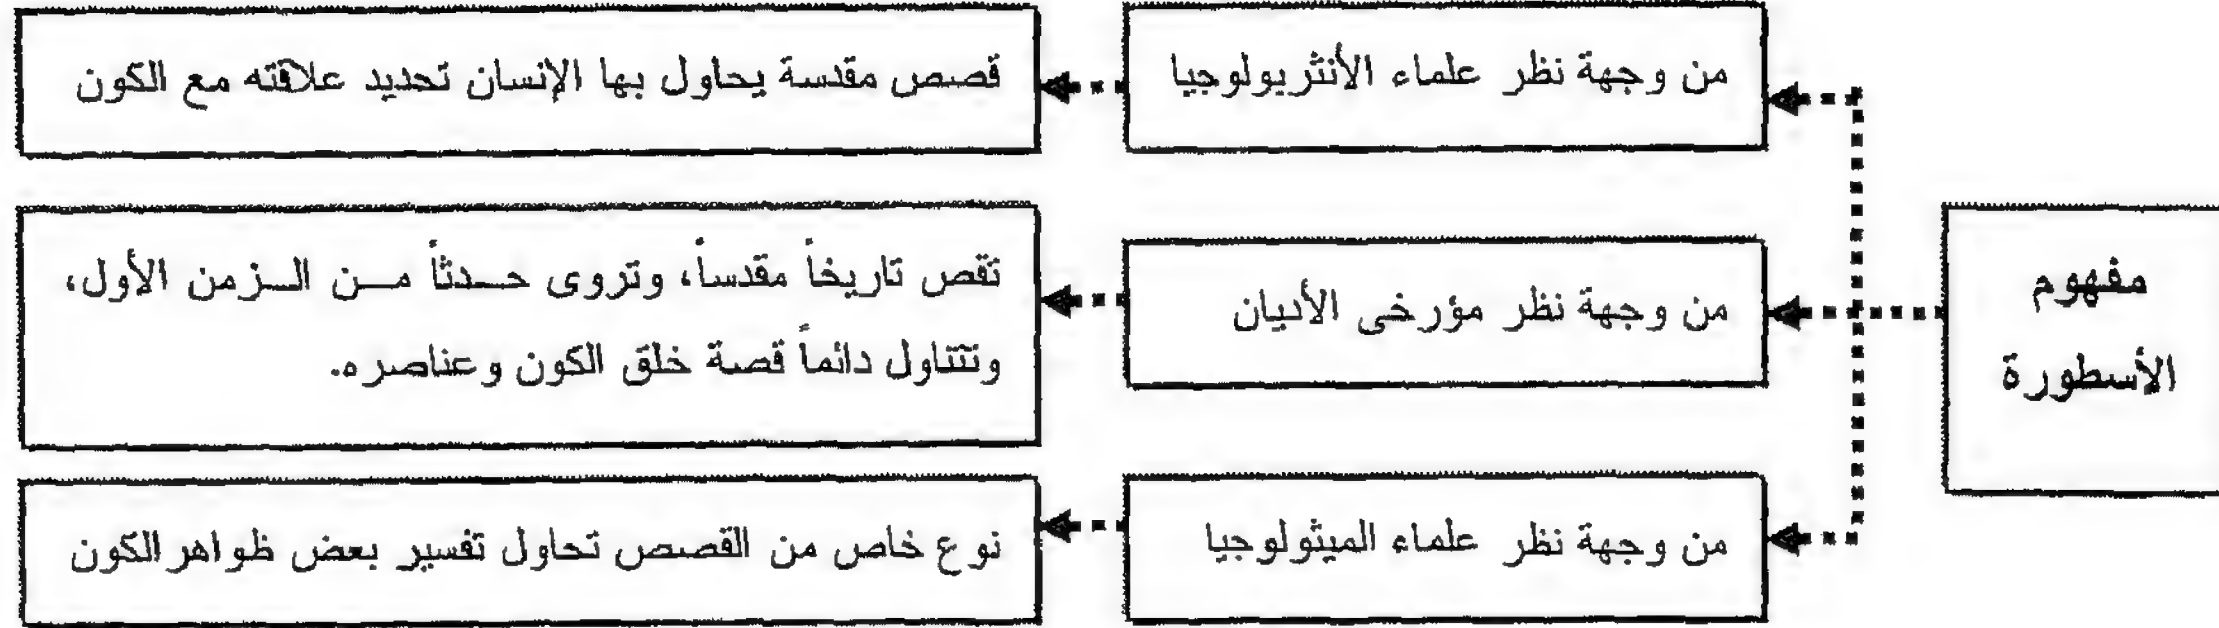 مفهوم
الأسطورة
من وجهة نظر علماء الأنثريولوجيا
قصص مقدسة يحاول بها الإنسان تحديد علاقته مع الكون
من وجهة نظر مؤرخى الأديان
تقص تاريخاً مقدساً، وتروى حدثاً من الزمن الأول،
وتتناول دائماً قصة خلق الكون وعناصره.
من وجهة نظر علماء الميثولوجيا
نوع خاص من القصص تحاول تفسير بعض ظواهر الكون